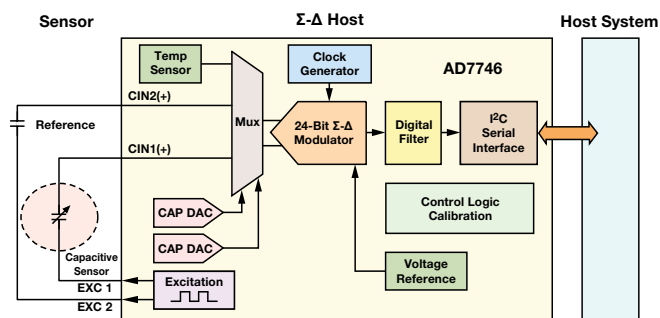 Sensor
Σ-Δ Host
Host System
Temp
Sensor
Clock
Generator
AD7746
CIN2(+)
Mux
Reference
24-Bit Σ-Δ
Modulator
Digital
Filter
I²C
Serial
Interface
CIN1(+)
CAP DAC
Control Logic
Calibration
CAP DAC
Capacitive
Sensor
Voltage
Reference
EXC 1
Excitation
EXC 2